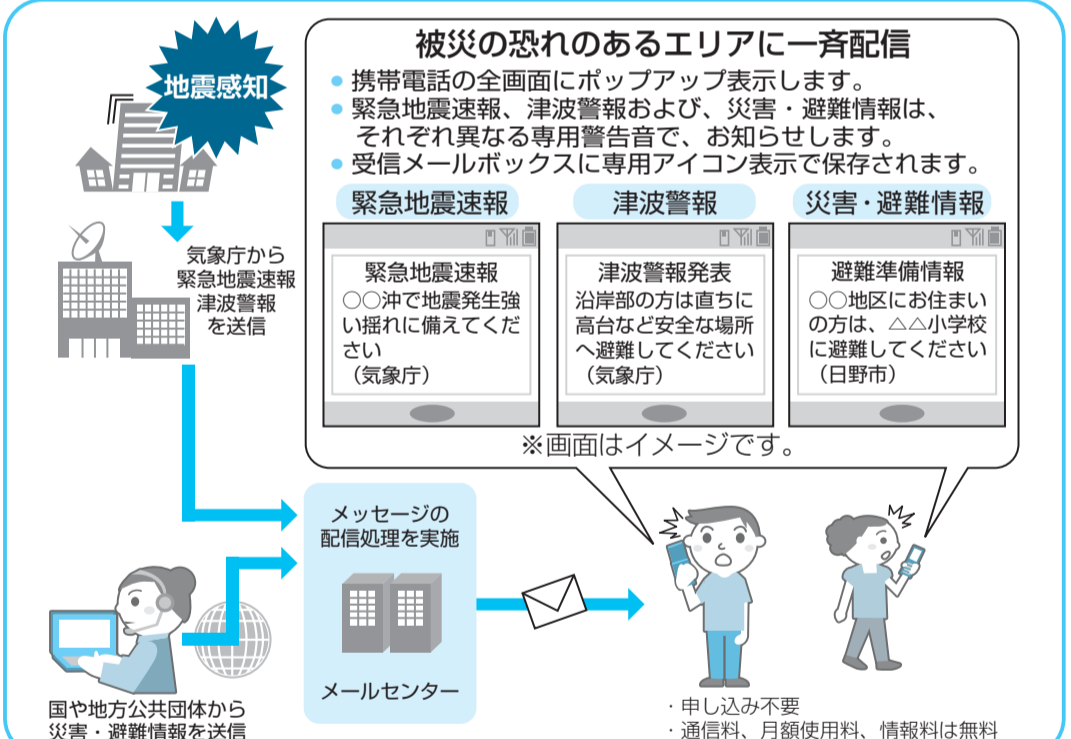 地震感知
被災の恐れのあるエリアに一斉配信
● 携帯電話の全画面にポップアップ表示します。
● 緊急地震速報、津波警報および、災害・避難情報は、
それぞれ異なる専用警告音で、お知らせします。
● 受信メールボックスに専用アイコン表示で保存されます。
緊急地震速報
津波警報
災害・避難情報
緊急地震速報
○○沖で地震発生強
い揺れに備えてくだ
さい
（気象庁）
津波警報発表
沿岸部の方は直ちに
高台など安全な場所
へ避難してください
（気象庁）
避難準備情報
○○地区にお住まい
の方は、△△小学校
に避難してください
（日野市）
※画面はイメージです。
気象庁から
緊急地震速報
津波警報
を送信
メッセージの
配信処理を実施
メールセンター
国や地方公共団体から
災害・避難情報を送信
・申し込み不要
・通信料、月額使用料、情報料は無料